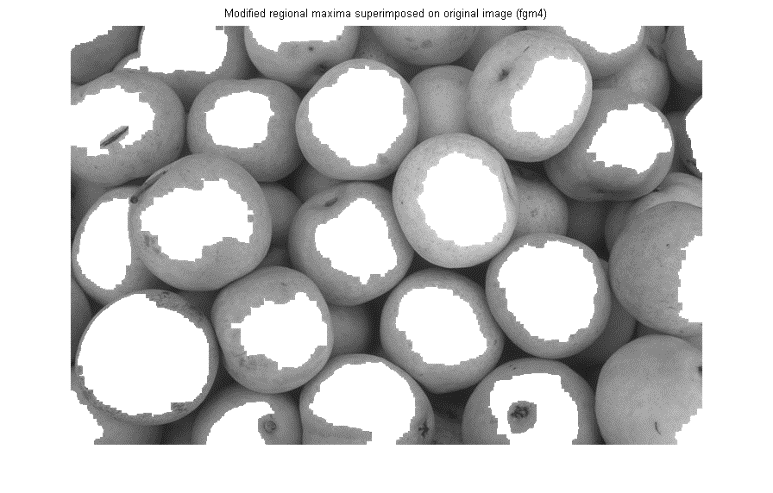 Modified regional maxima superimposed on original image (fgm4)